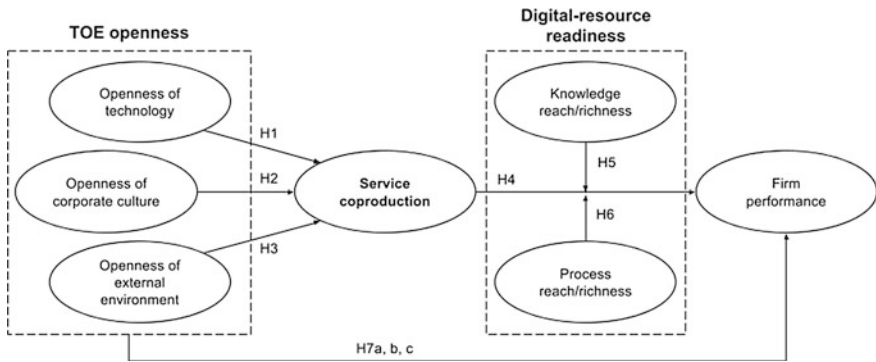 TOE openness
Digital-resource
readiness
Openness of
technology
Knowledge
reach/richness
H1
H5
Openness of
corporate culture
H2
Service
coproduction
H4
Firm
performance
H3
H6
Openness of
external
environment
Process
reach/richness
H7a, b, c